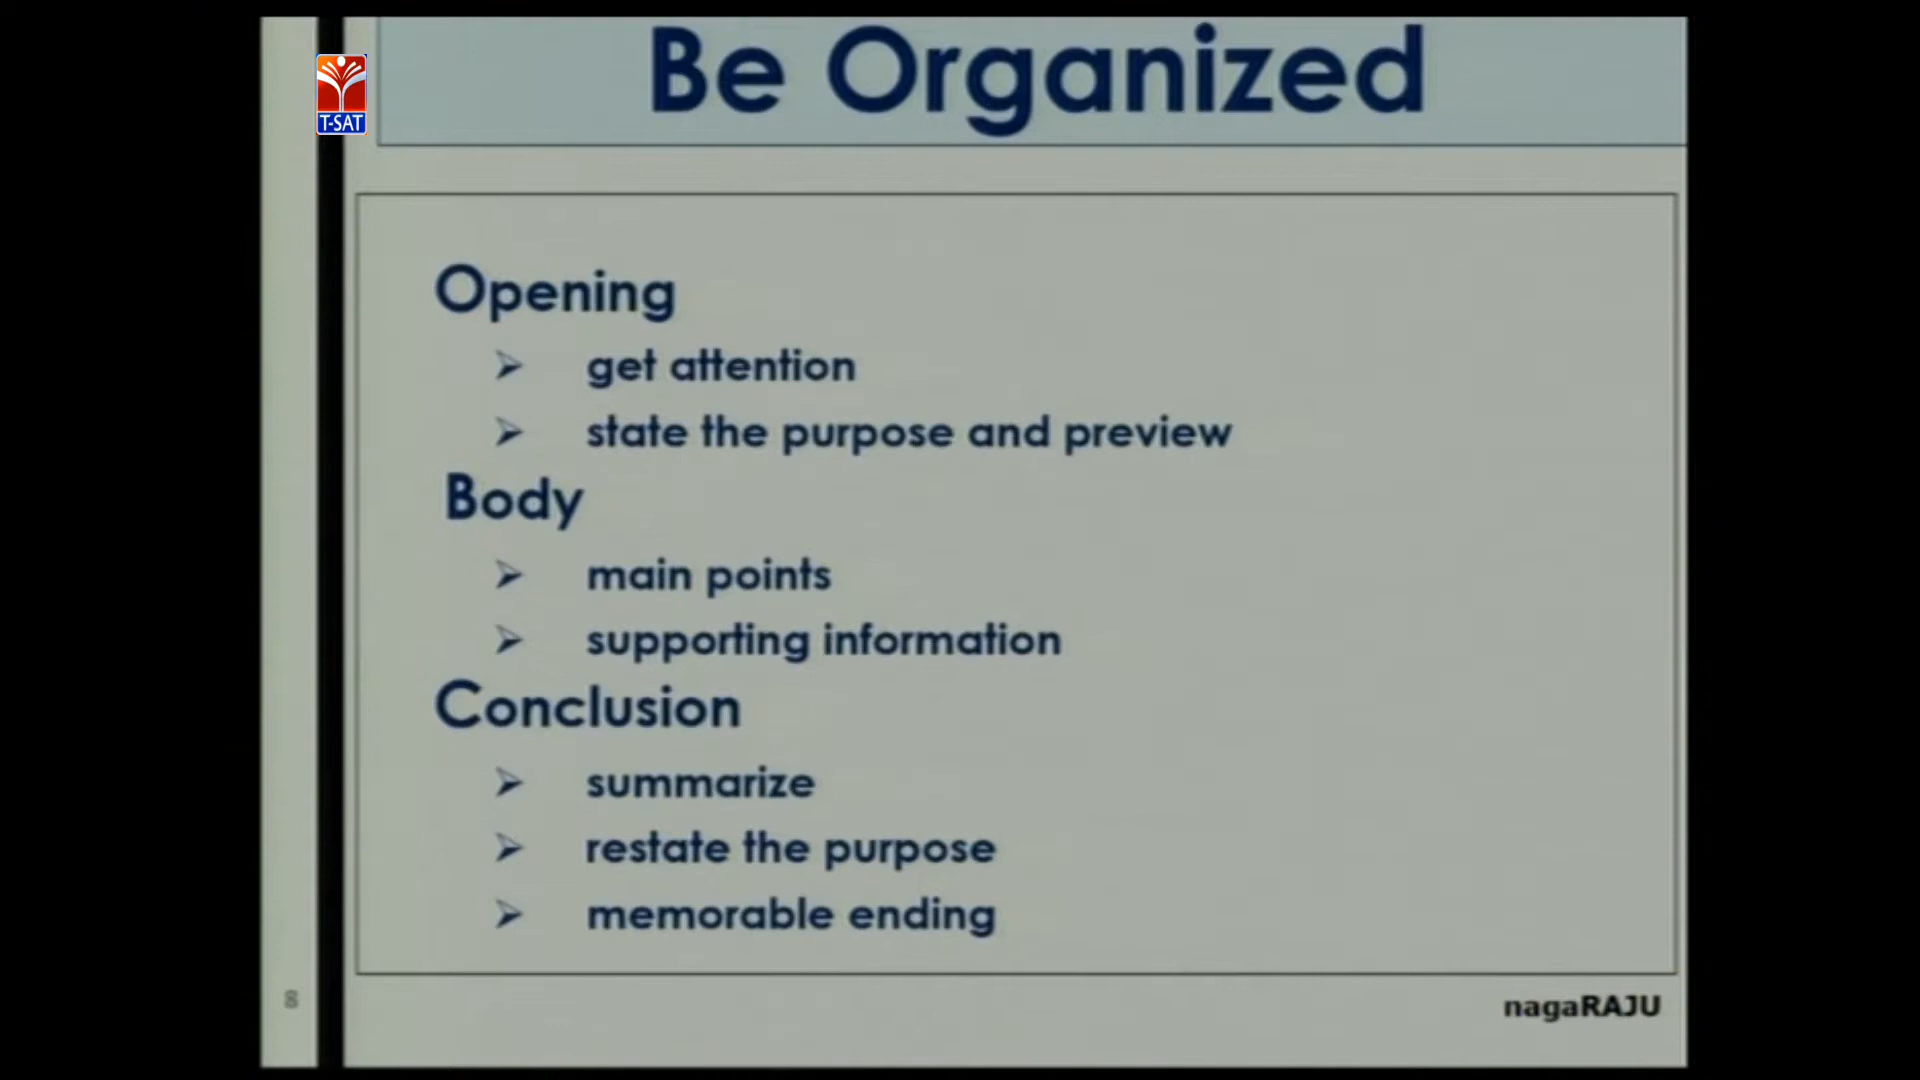 Be Organized
T-SAT
Opening
get attention
state the purpose and preview
Body
main points
supporting information
Conclusion
summarize
restate the purpose
memorable ending
8
nagaRAJU